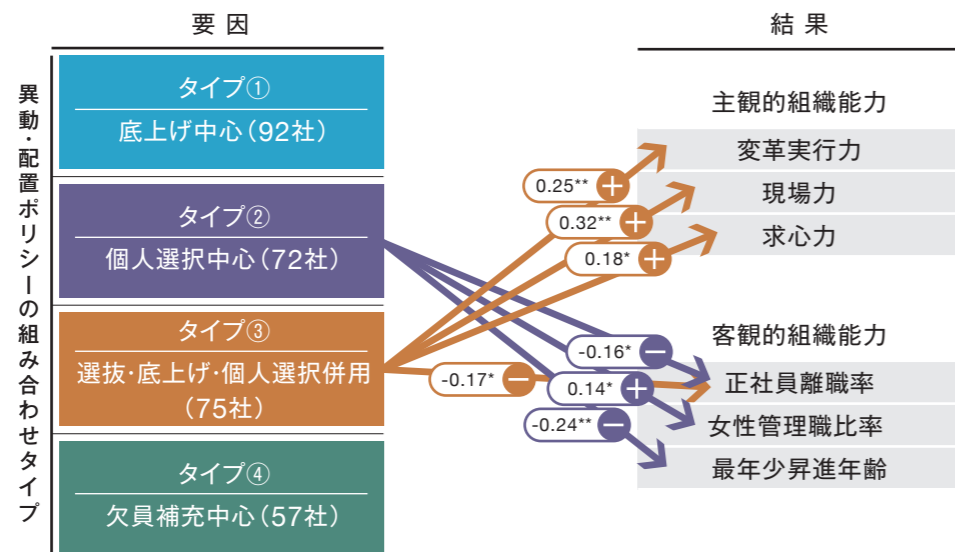 要因
結果
異動・配置ポリシーの組み合わせタイプ
タイプ①
底上げ中心(92社)
タイプ②
個人選択中心(72社)
タイプ③
選抜・底上げ・個人選択併用
(75社)
タイプ④
欠員補充中心(57社)
主観的組織能力
変革実行力
現場力
求心力
0.25** +
0.32** +
0.18* +
客観的組織能力
正社員離職率
女性管理職比率
最年少昇進年齢
-0.16* −
-0.17* −
0.14* +
-0.24** −